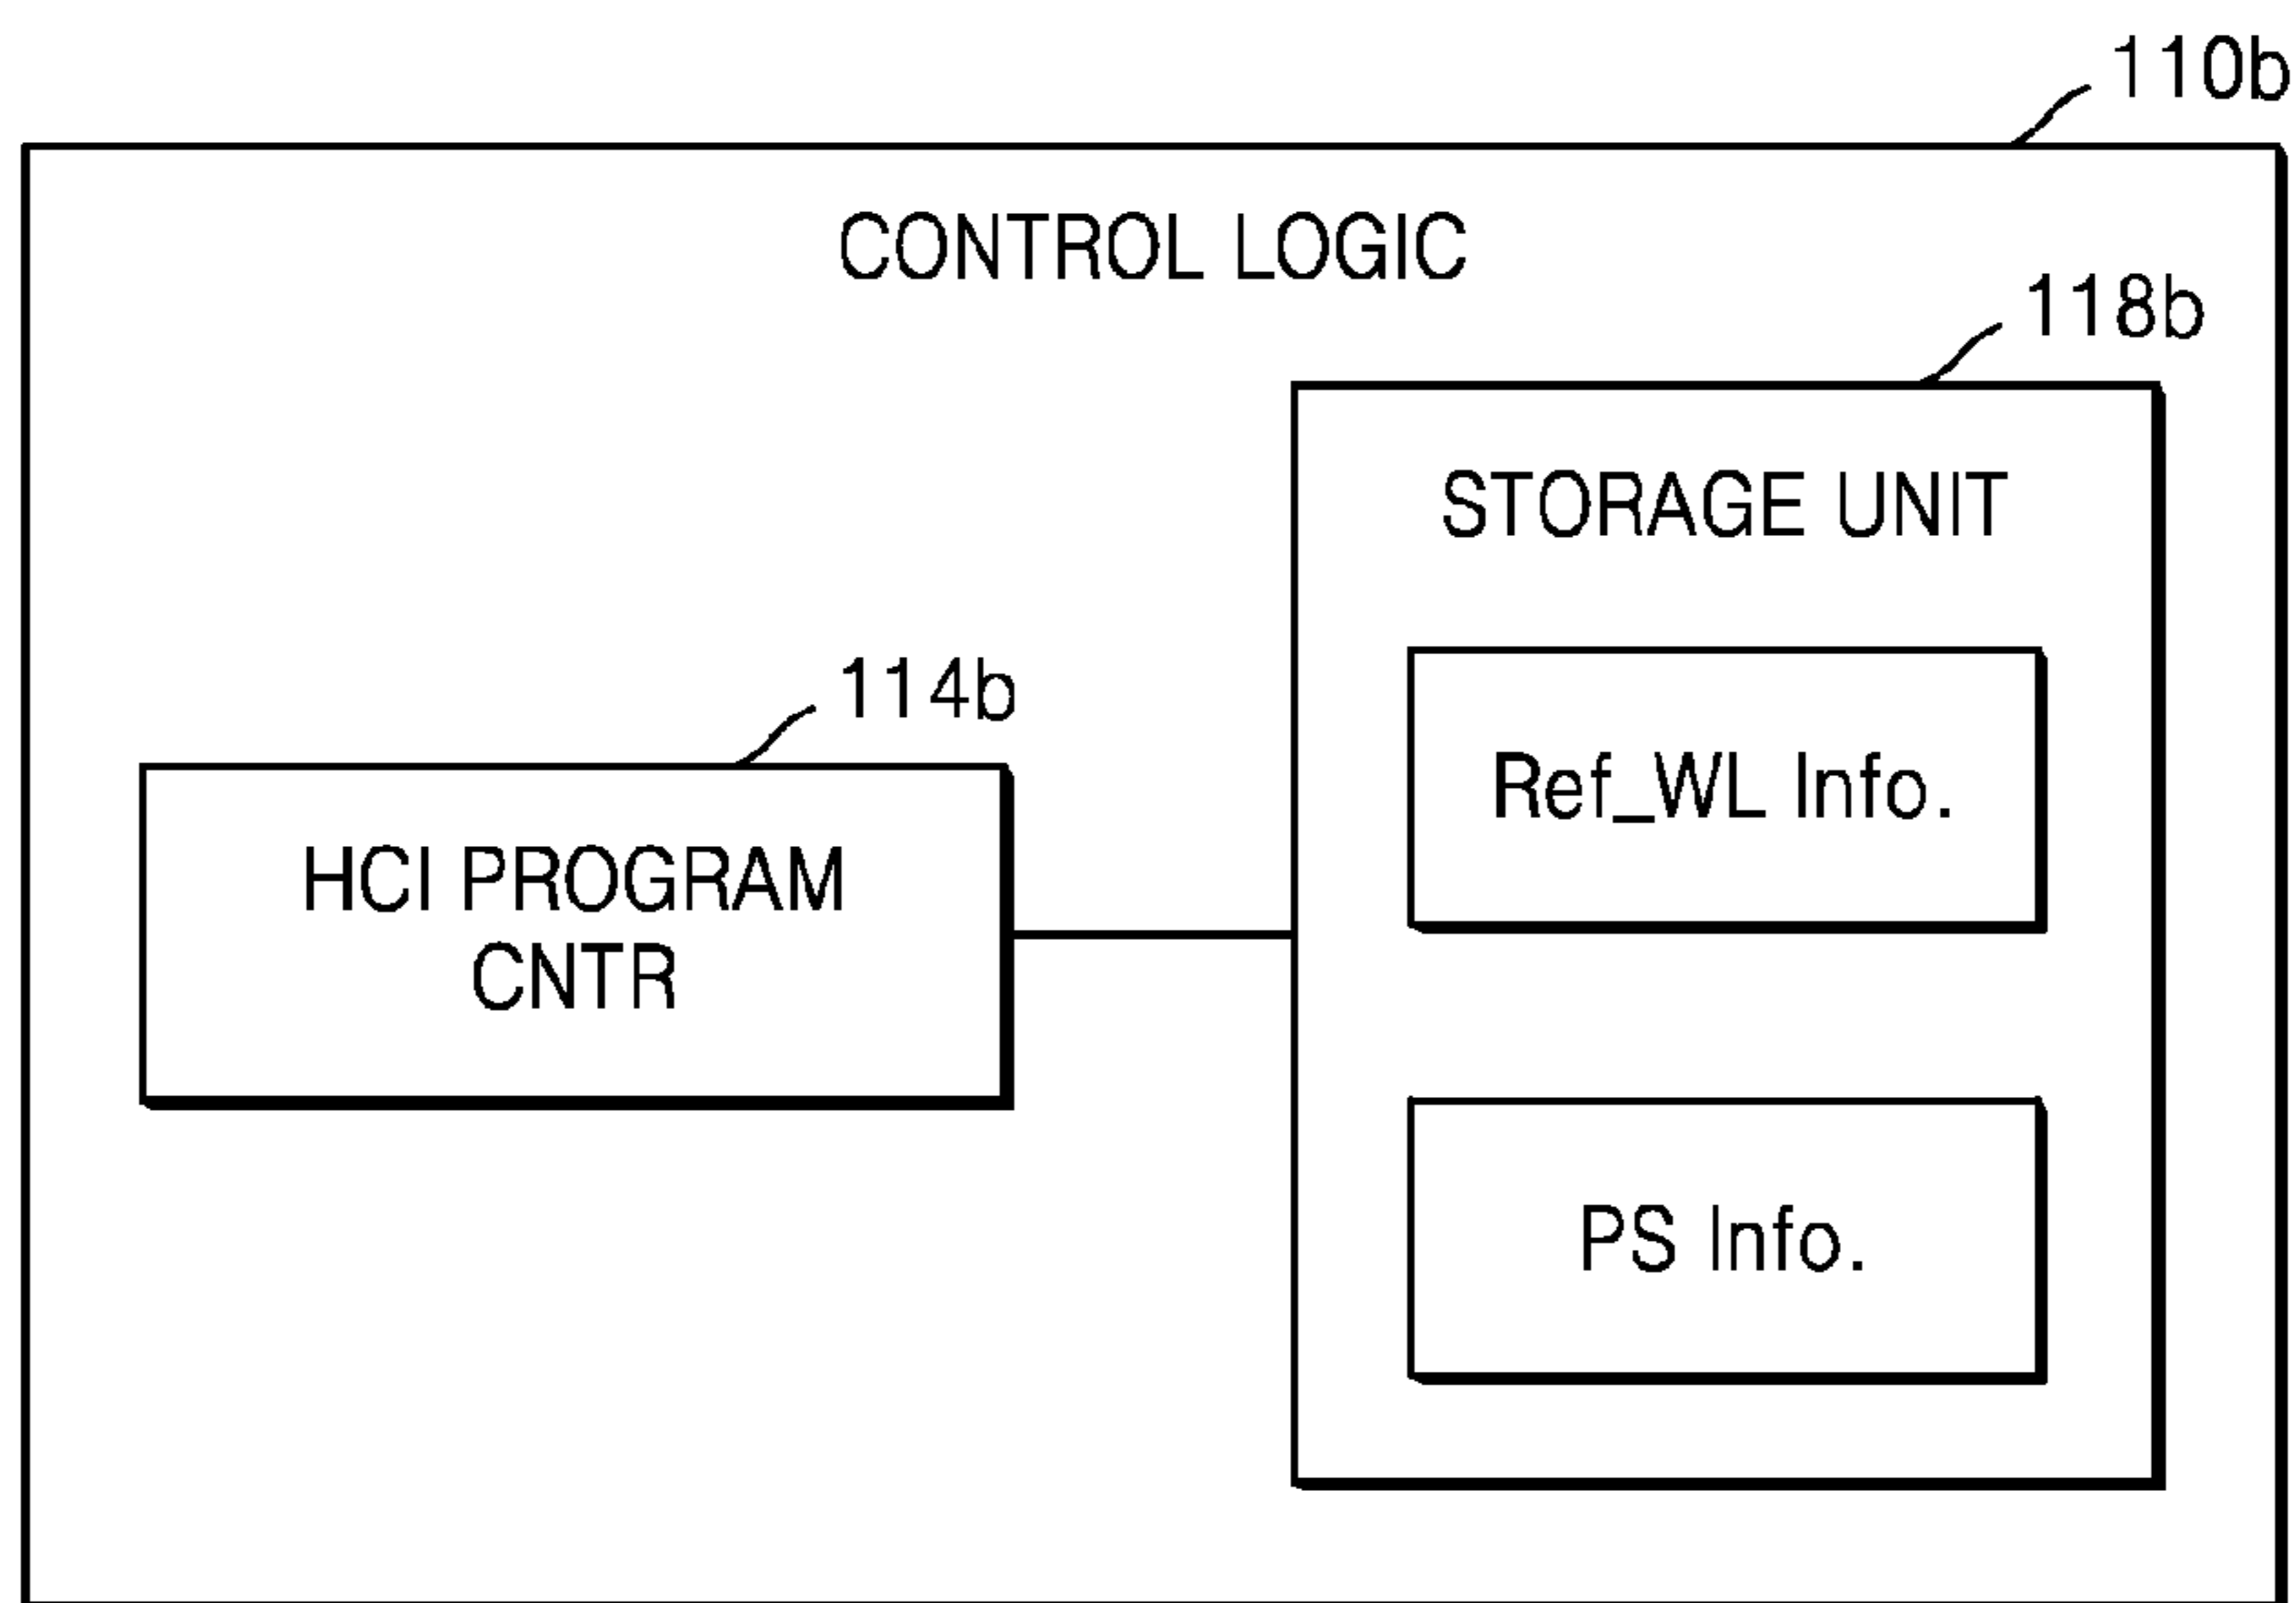 110b
CONTROL LOGIC
118b
STORAGE UNIT
114b
Ref_WL Info.
HCI PROGRAM
CNTR
PS Info.